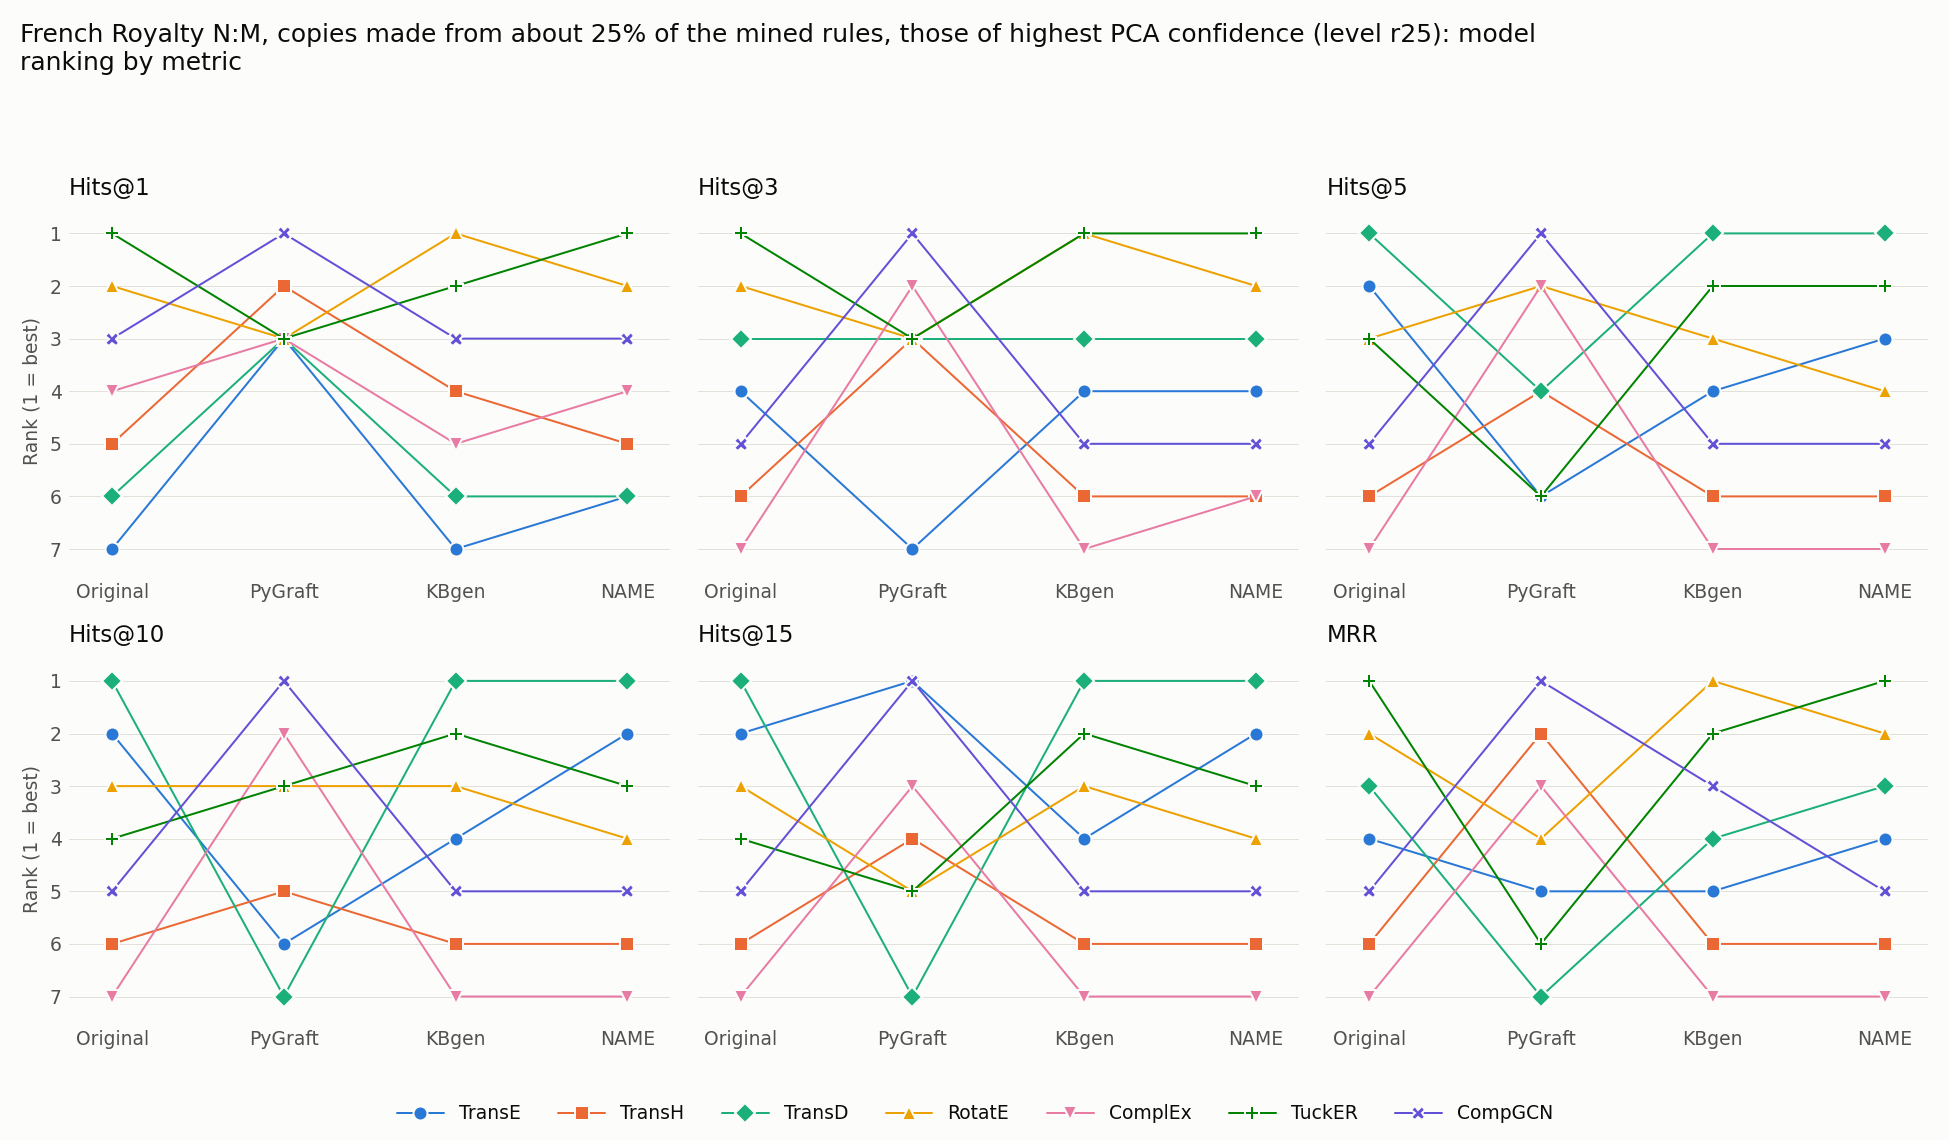 French Royalty N:M, copies made from about 25% of the mined rules, those of highest PCA confidence (level r25): model
ranking by metric
Hits@1
Hits@3
Hits@5
Rank (1 = best)
1
2
3
4
5
6
7
Original
PyGraft
KBgen
NAME
Original
PyGraft
KBgen
NAME
Original
PyGraft
KBgen
NAME
Hits@10
Hits@15
MRR
Rank (1 = best)
1
2
3
4
5
6
7
Original
PyGraft
KBgen
NAME
Original
PyGraft
KBgen
NAME
Original
PyGraft
KBgen
NAME
TransE
TransH
TransD
RotatE
ComplEx
TuckER
CompGCN